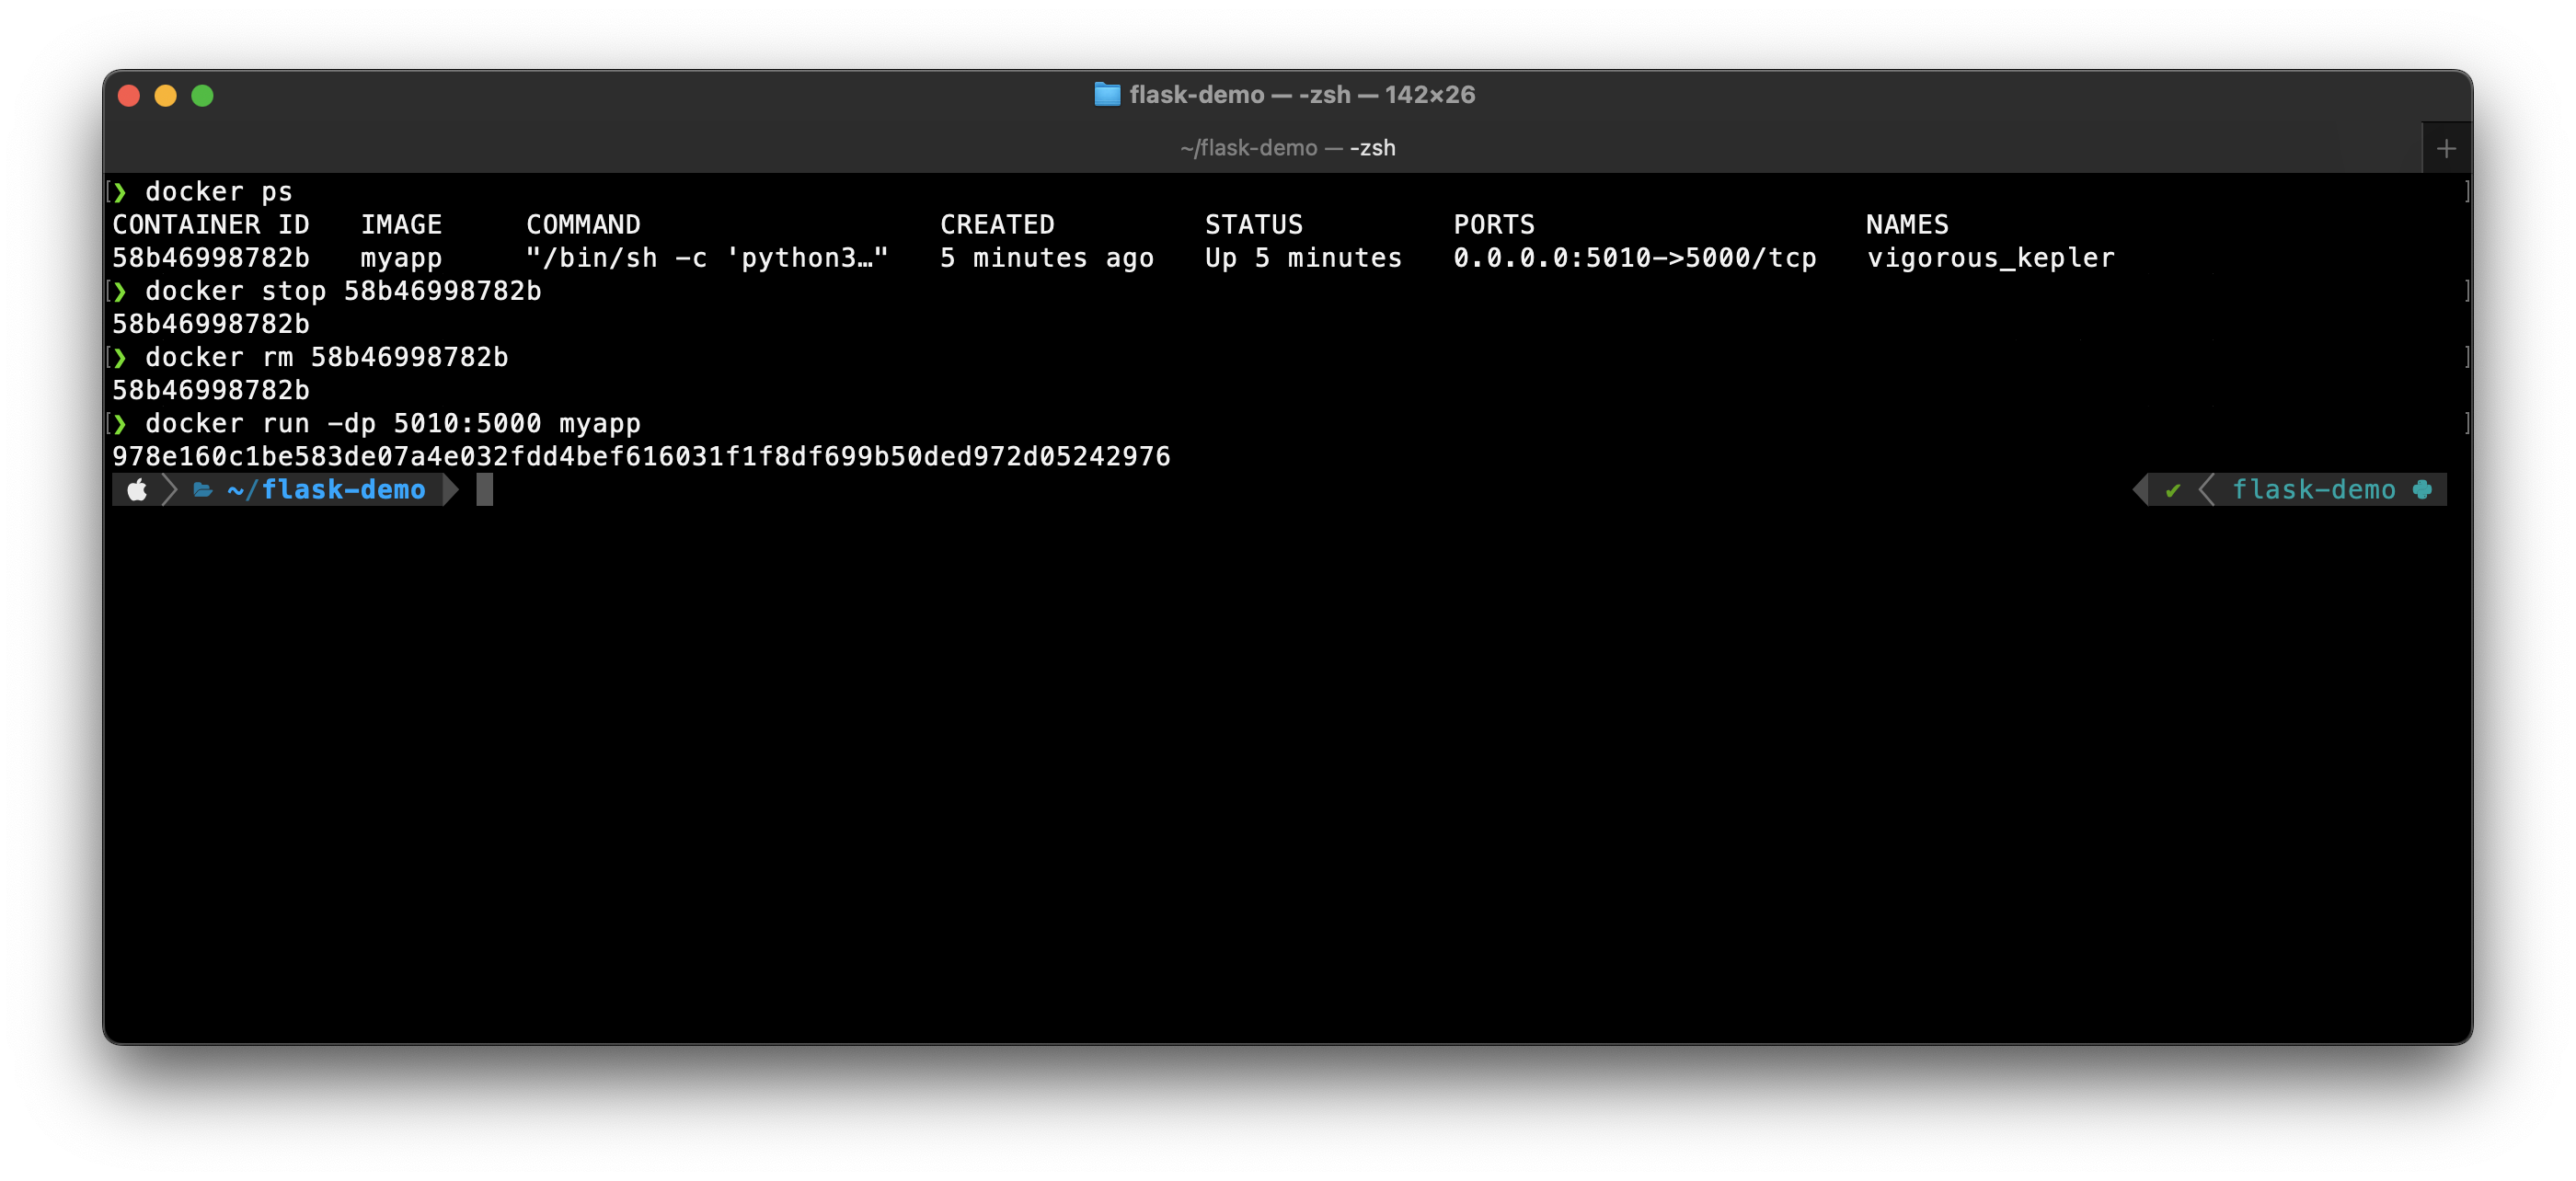 flask-demo — -zsh — 142×26
~/flask-demo — -zsh
❯ docker ps
CONTAINER ID IMAGE COMMAND CREATED STATUS PORTS NAMES
58b46998782b myapp "/bin/sh -c 'python3…" 5 minutes ago Up 5 minutes 0.0.0.0:5010->5000/tcp vigorous_kepler
❯ docker stop 58b46998782b
58b46998782b
❯ docker rm 58b46998782b
58b46998782b
❯ docker run -dp 5010:5000 myapp
978e160c1be583de07a4e032fdd4bef616031f1f8df699b50ded972d05242976
~/flask-demo ✔ flask-demo